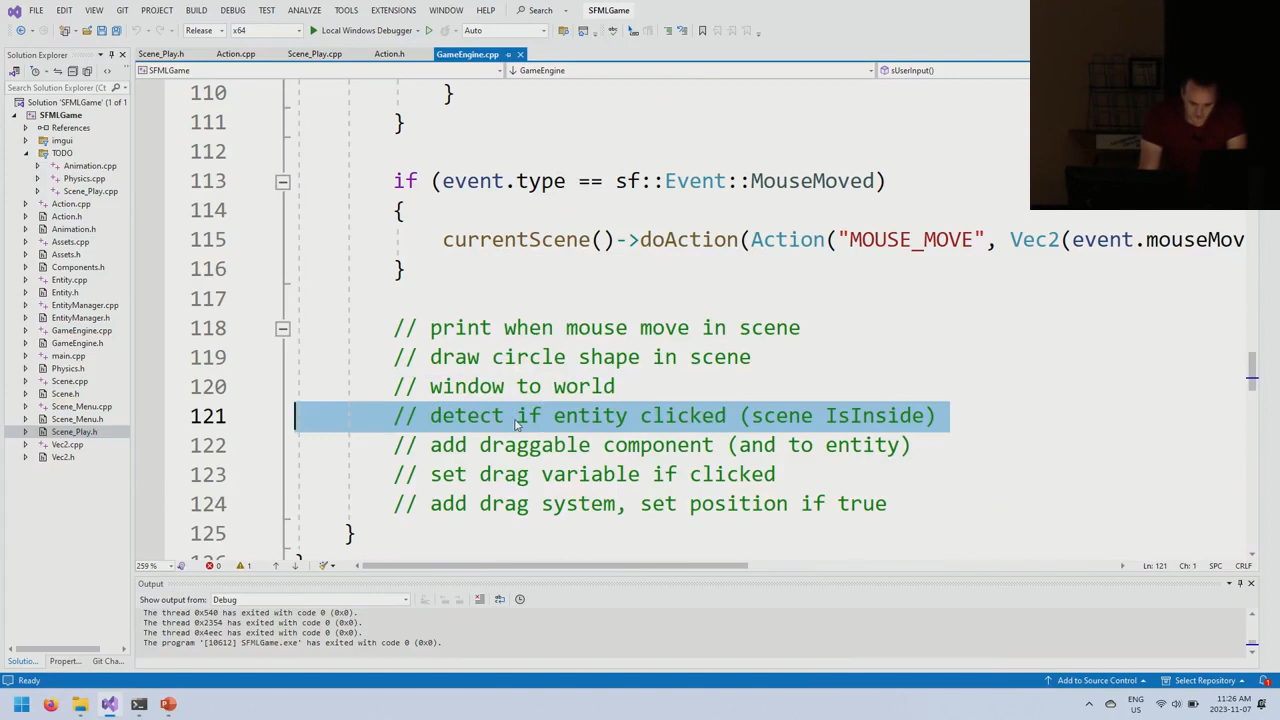 FILE EDIT VIEW GIT PROJECT BUILD DEBUG TEST ANALYZE TOOLS EXTENSIONS WINDOW HELP Search SFMLGame
Release x64 Local Windows Debugger Auto
Solution Explorer
Search Solution Explorer (Ct
Solution 'SFMLGame' (1 of 1
SFMLGame
References
imgui
TODO
Animation.cpp
Physics.cpp
Scene_Play.cpp
Action.cpp
Action.h
Animation.h
Assets.cpp
Assets.h
Components.h
Entity.cpp
Entity.h
EntityManager.cpp
EntityManager.h
GameEngine.cpp
GameEngine.h
main.cpp
Physics.h
Scene.cpp
Scene.h
Scene_Menu.cpp
Scene_Menu.h
Scene_Play.h
Vec2.cpp
Vec2.h
Solutio... Propert... Git Cha...
Scene_Play.h Action.cpp Scene_Play.cpp Action.h GameEngine.cpp
SFMLGame GameEngine sUserInput()
110 }
111 }
112
113 if (event.type == sf::Event::MouseMoved)
114 {
115 currentScene()->doAction(Action("MOUSE_MOVE", Vec2(event.mouseMov
116 }
117
118 // print when mouse move in scene
119 // draw circle shape in scene
120 // window to world
121 // detect if entity clicked (scene IsInside)
122 // add draggable component (and to entity)
123 // set drag variable if clicked
124 // add drag system, set position if true
125 }
259 % 0 1 Ln: 121 Ch: 1 SPC CRLF
Output
Show output from: Debug
The thread 0x540 has exited with code 0 (0x0).
The thread 0x2354 has exited with code 0 (0x0).
The thread 0x4eec has exited with code 0 (0x0).
The program '[10612] SFMLGame.exe' has exited with code 0 (0x0).
Ready Add to Source Control Select Repository 1
ENG
US
11:26 AM
2023-11-07